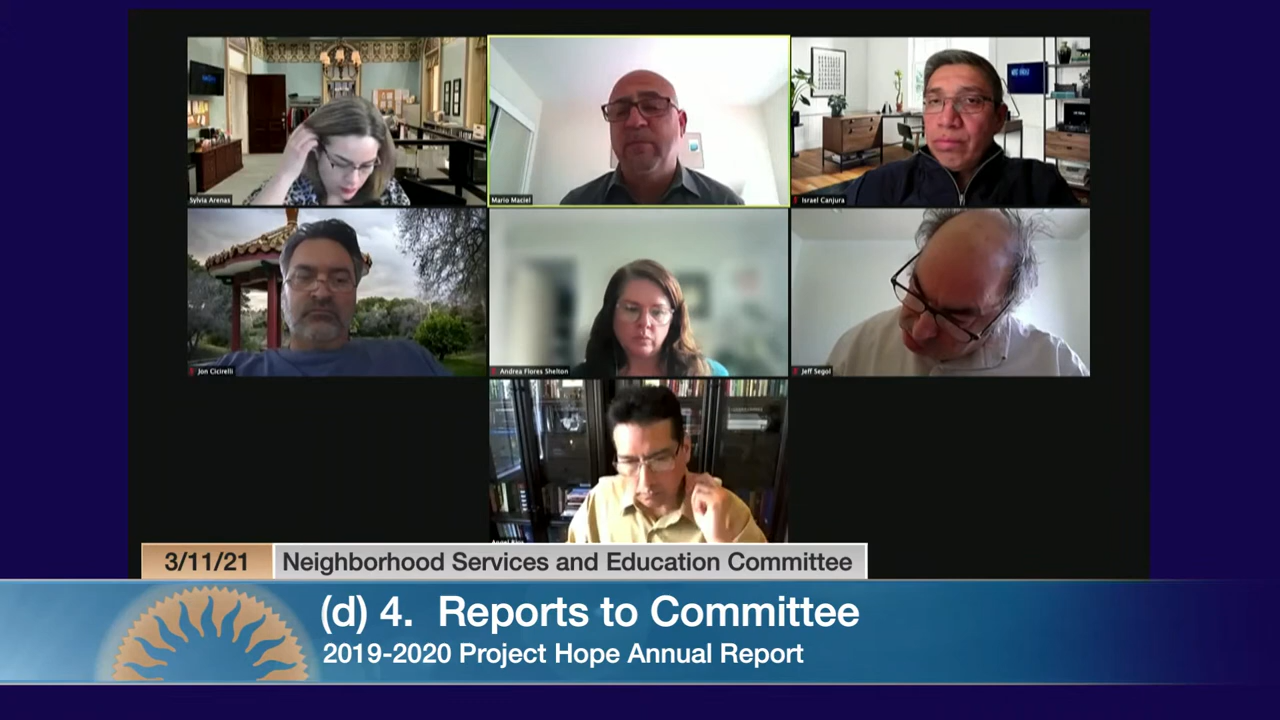 Sylvia Arenas
Mario Maciel
Israel Canjura
Jon Cicirelli
Andrea Flores Shelton
Jeff Segol
3/11/21
Neighborhood Services and Education Committee
(d) 4. Reports to Committee
2019-2020 Project Hope Annual Report